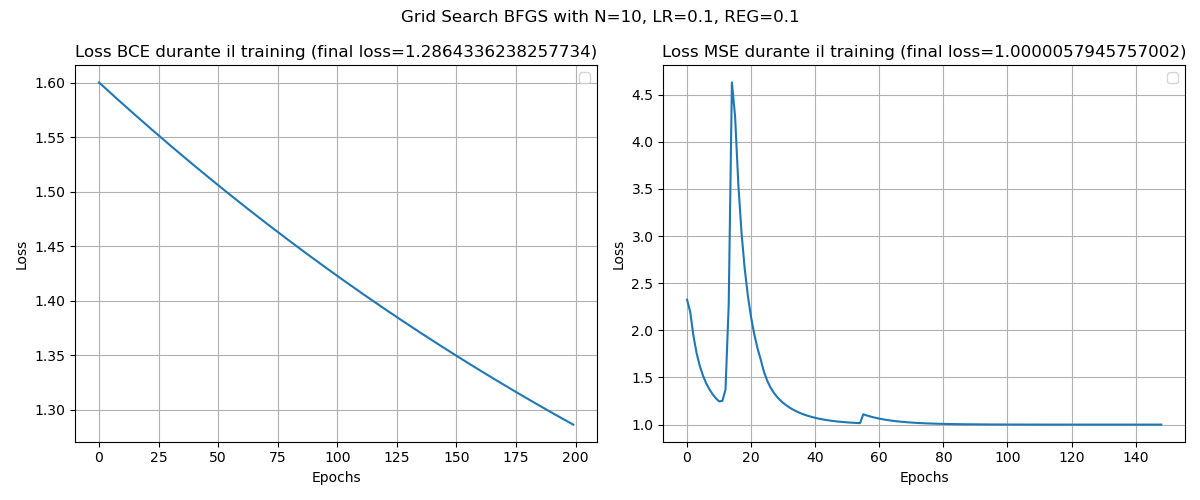 Grid Search BFGS with N=10, LR=0.1, REG=0.1
Loss BCE durante il training (final loss=1.2864336238257734)
1.60
1.55
1.50
1.45
1.40
1.35
1.30
Loss
0 25 50 75 100 125 150 175 200
Epochs
Loss MSE durante il training (final loss=1.0000057945757002)
4.5
4.0
3.5
3.0
2.5
2.0
1.5
1.0
Loss
0 20 40 60 80 100 120 140
Epochs